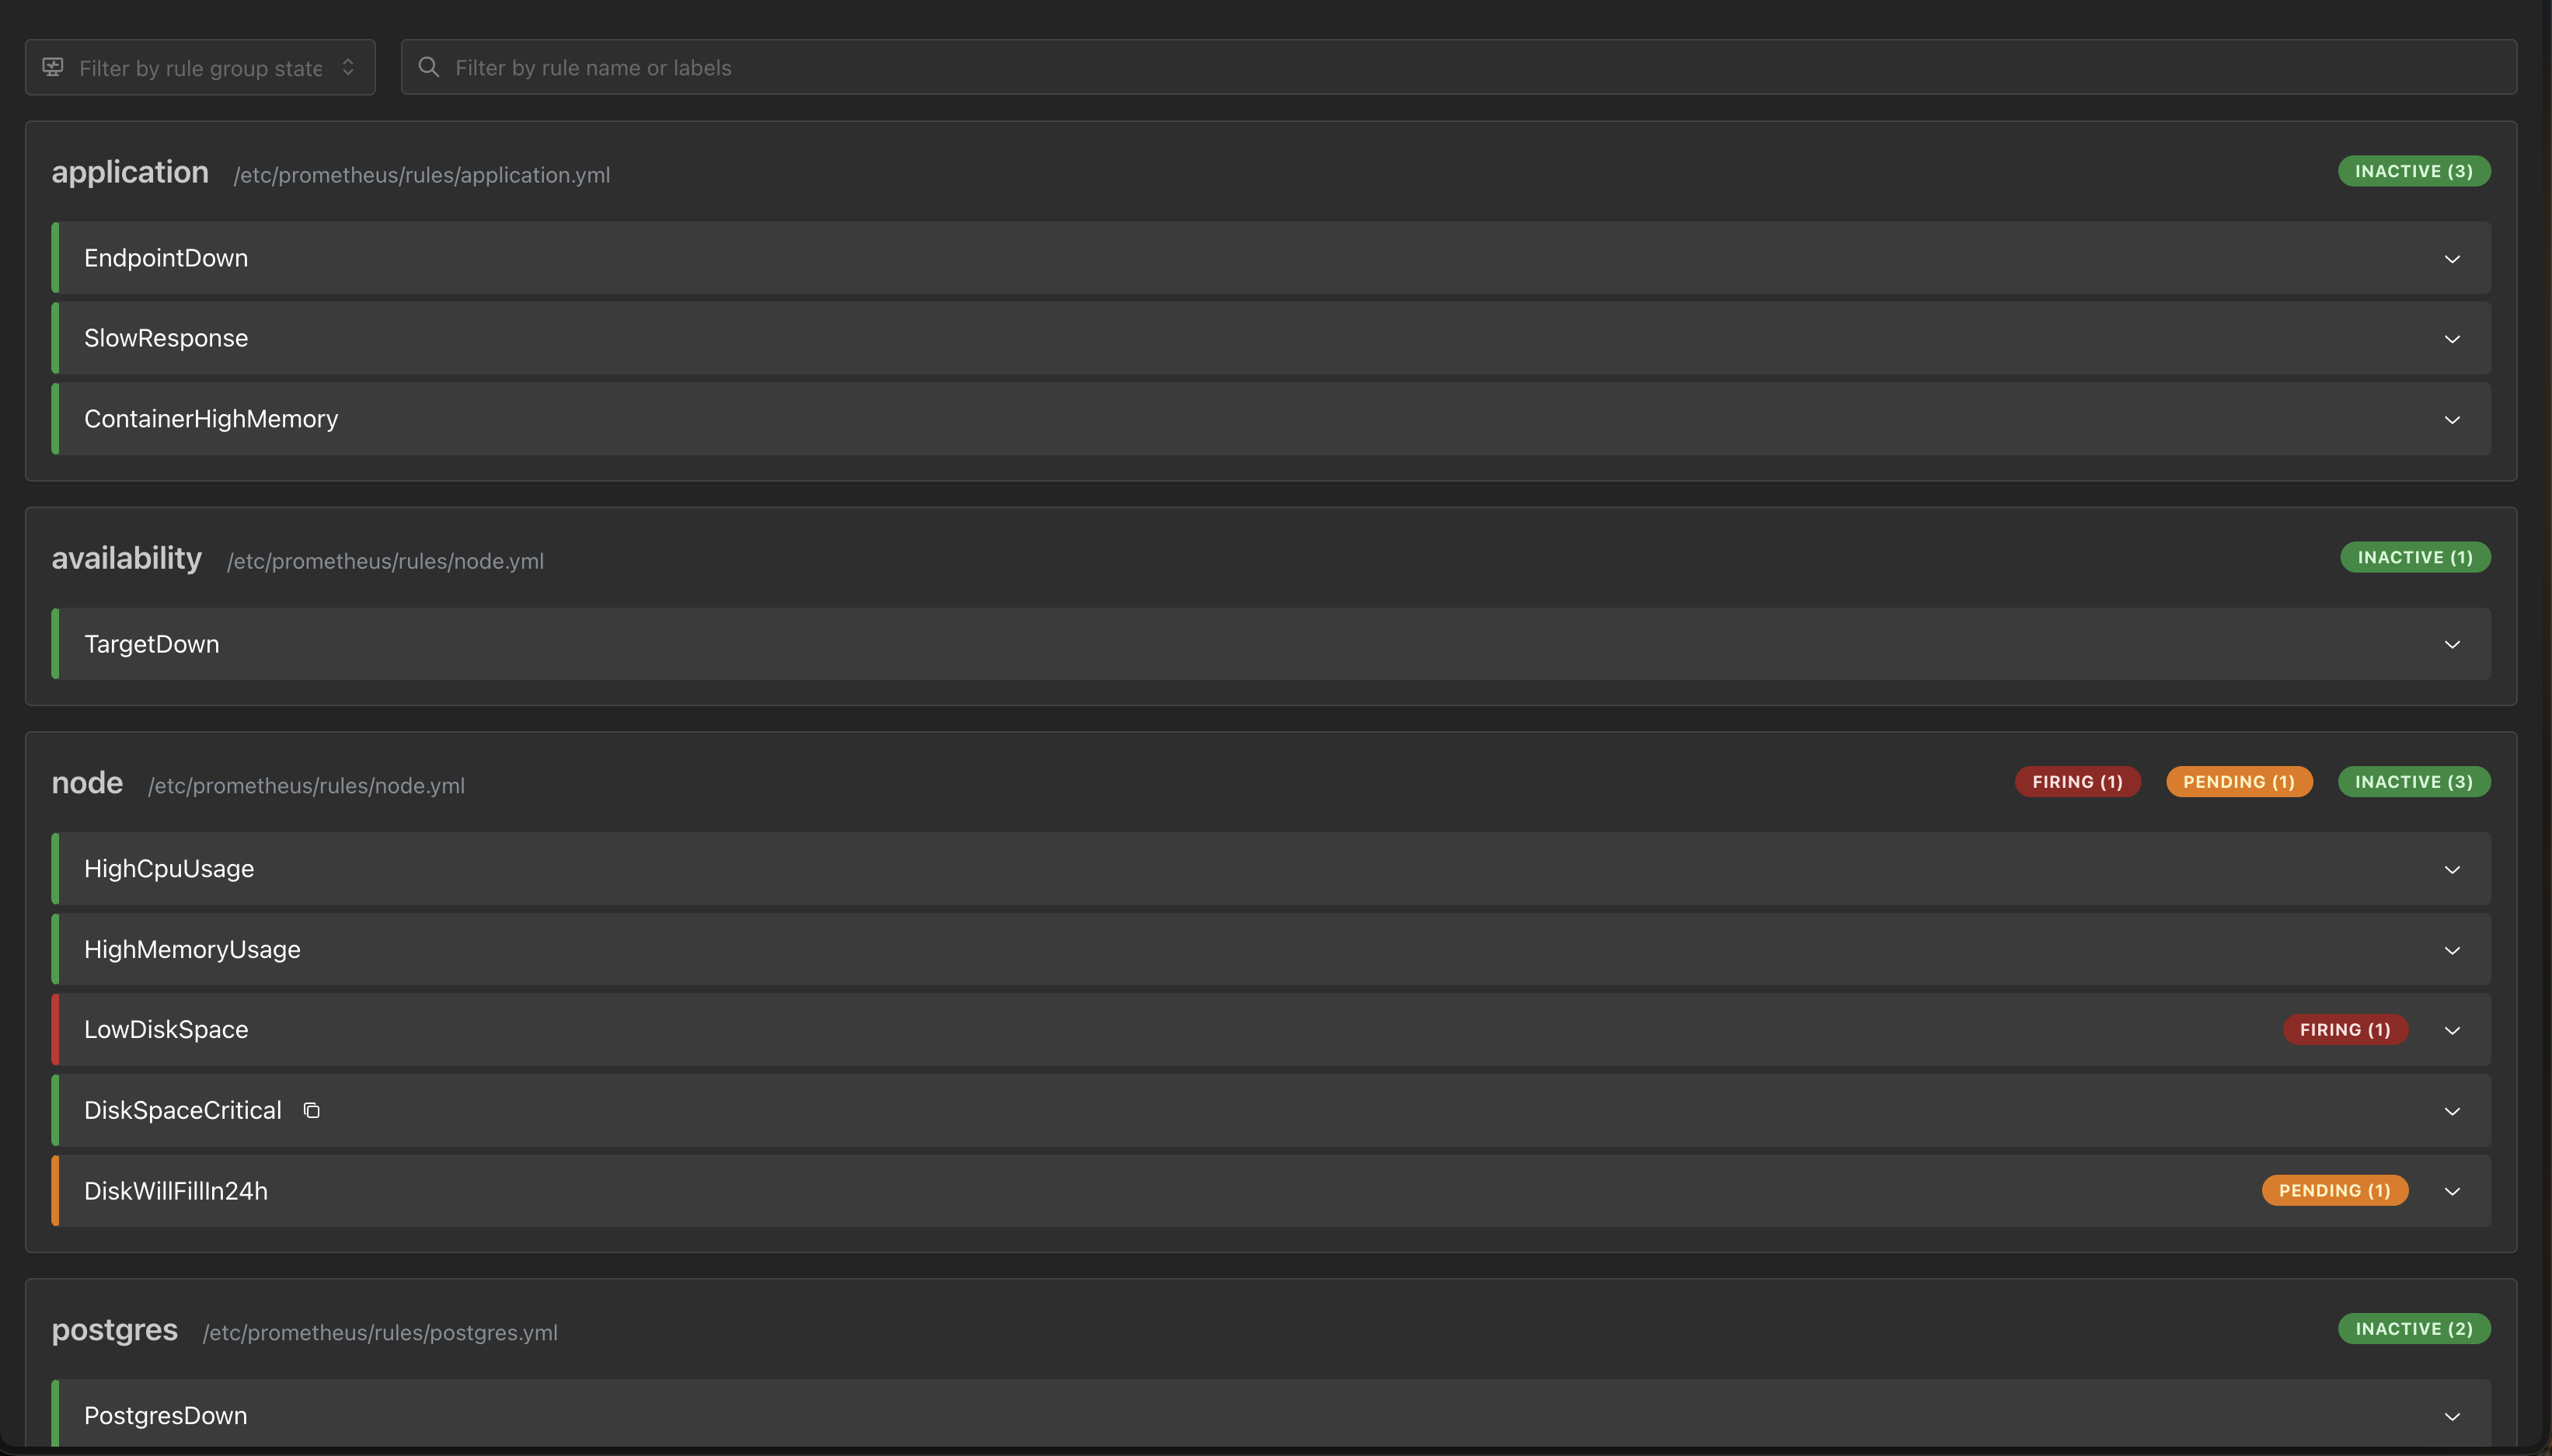 Filter by rule group state
Filter by rule name or labels
application /etc/prometheus/rules/application.yml INACTIVE (3)
EndpointDown
SlowResponse
ContainerHighMemory
availability /etc/prometheus/rules/node.yml INACTIVE (1)
TargetDown
node /etc/prometheus/rules/node.yml FIRING (1) PENDING (1) INACTIVE (3)
HighCpuUsage
HighMemoryUsage
LowDiskSpace FIRING (1)
DiskSpaceCritical
DiskWillFillIn24h PENDING (1)
postgres /etc/prometheus/rules/postgres.yml INACTIVE (2)
PostgresDown